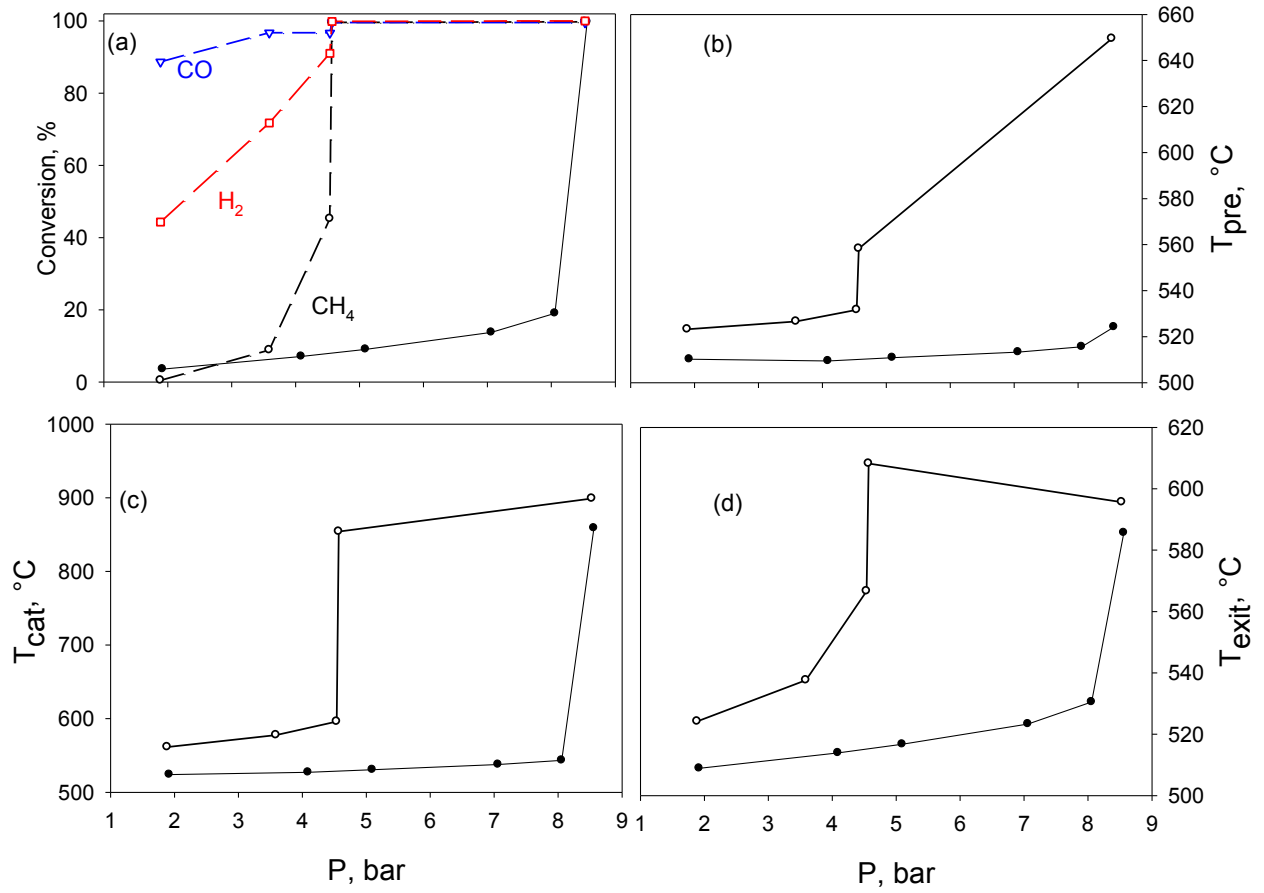 (a)
100
80
60
40
20
0
Conversion, %
CO
H2
CH4
(b)
660
640
620
600
580
560
540
520
500
Tpre, °C
(c)
1000
900
800
700
600
500
Tcat, °C
1 2 3 4 5 6 7 8 9
P, bar
(d)
620
600
580
560
540
520
500
Texit, °C
1 2 3 4 5 6 7 8 9
P, bar